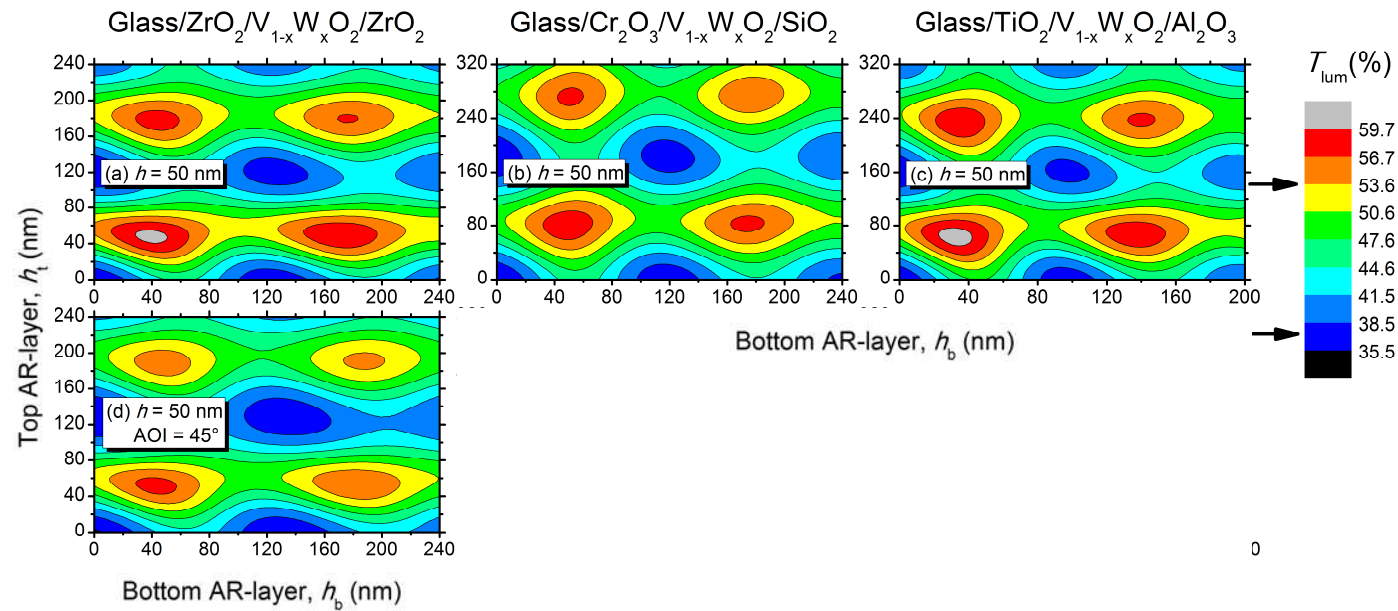 Glass/ZrO2/V1-xWxO2/ZrO2
Glass/Cr2O3/V1-xWxO2/SiO2
Glass/TiO2/V1-xWxO2/Al2O3
Top AR-layer, ht (nm)
240
200
160
120
80
40
0
(a) h = 50 nm
0 40 80 120 160 200 240
320
240
160
80
0
(b) h = 50 nm
0 40 80 120 160 200 240
320
240
160
80
0
(c) h = 50 nm
0 40 80 120 160 200
Tlum(%)
59.7
56.7
53.6
50.6
47.6
44.6
41.5
38.5
35.5
Bottom AR-layer, hb (nm)
240
200
160
120
80
40
0
(d) h = 50 nm
AOI = 45°
0 40 80 120 160 200 240
Bottom AR-layer, hb (nm)
0